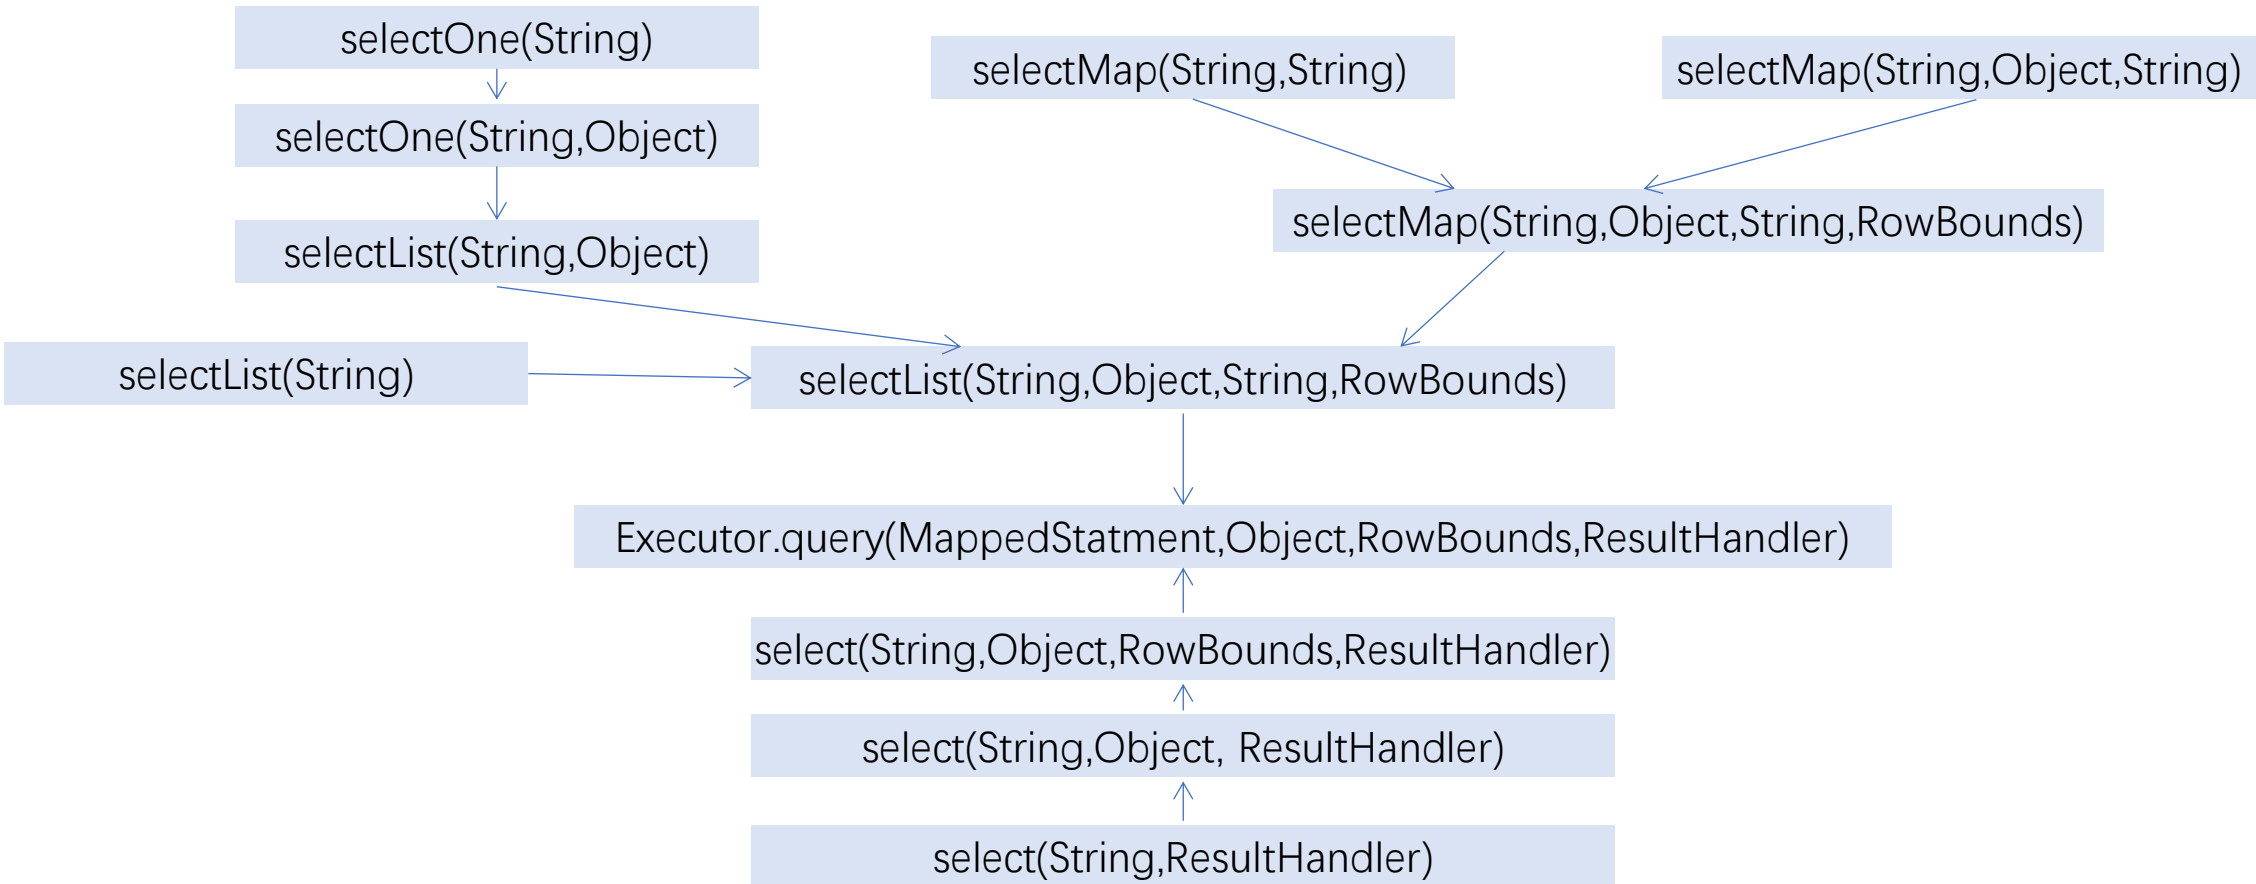 selectOne(String)
selectMap(String,String)
selectMap(String,Object,String)
selectOne(String,Object)
selectMap(String,Object,String,RowBounds)
selectList(String,Object)
selectList(String)
selectList(String,Object,String,RowBounds)
Executor.query(MappedStatment,Object,RowBounds,ResultHandler)
select(String,Object,RowBounds,ResultHandler)
select(String,Object, ResultHandler)
select(String,ResultHandler)